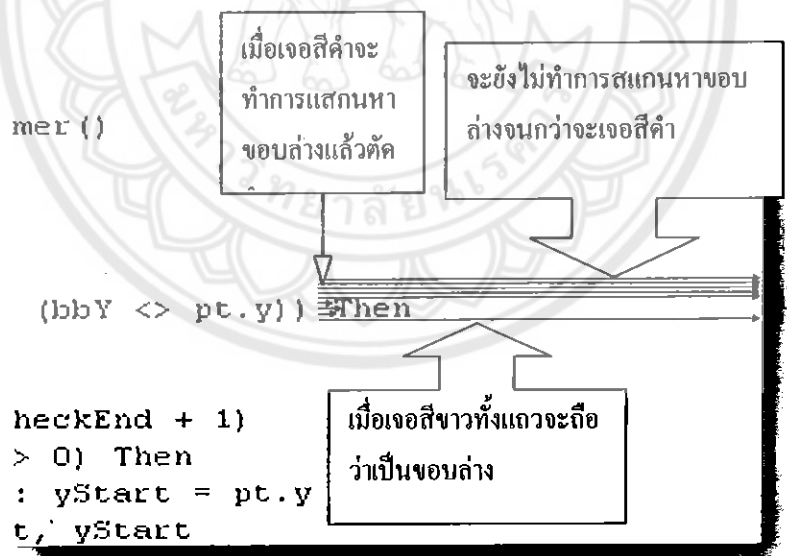 เมื่อเจอสีดำจะ
ทำการแสกนหา
ขอบล่างแล้วตัด
จะยังไม่ทำการสแกนหาขอบ
ล่างจนกว่าจะเจอสีดำ
mer()
(bbY <> pt.y)) Then
heckEnd + 1)
> 0) Then
: yStart = pt.y
t, yStart
เมื่อเจอสีขาวทั้งแถวจะถือ
ว่าเป็นขอบล่าง